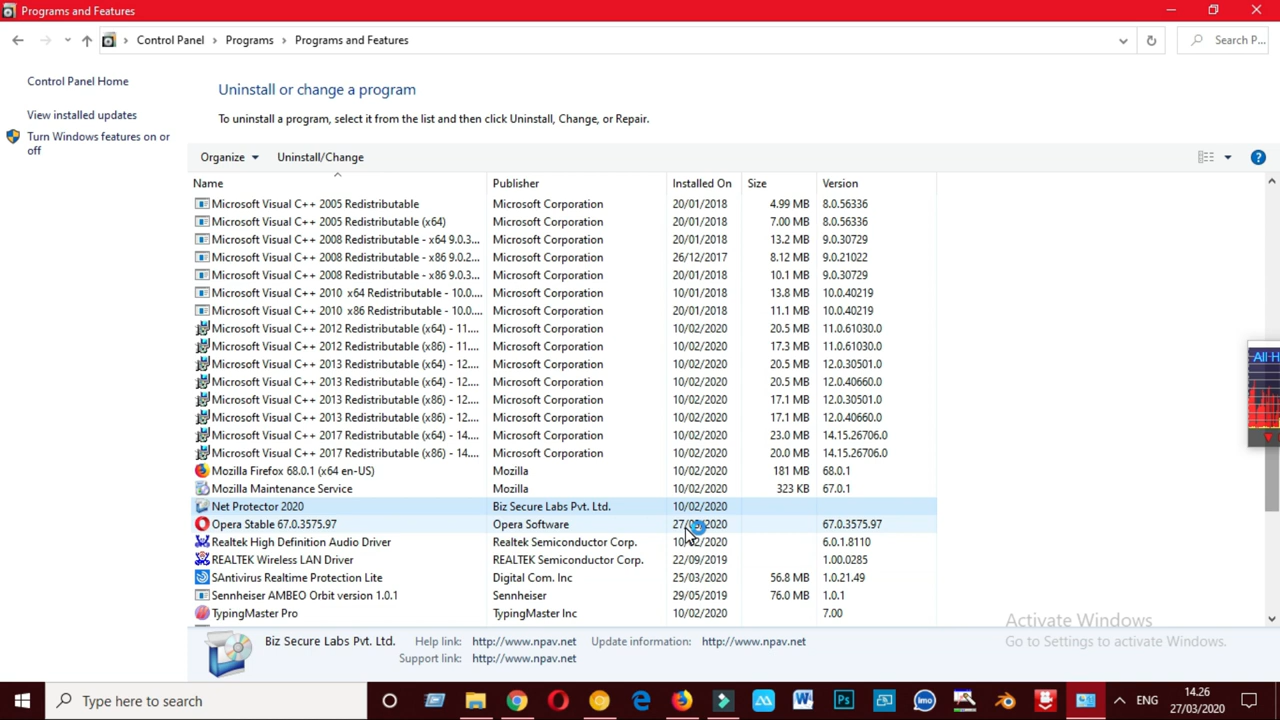 Programs and Features
Control Panel > Programs > Programs and Features
Search P...
Control Panel Home
View installed updates
Turn Windows features on or off
Uninstall or change a program
To uninstall a program, select it from the list and then click Uninstall, Change, or Repair.
Organize Uninstall/Change
Name Publisher Installed On Size Version
Microsoft Visual C++ 2005 Redistributable Microsoft Corporation 20/01/2018 4.99 MB 8.0.56336
Microsoft Visual C++ 2005 Redistributable (x64) Microsoft Corporation 20/01/2018 7.00 MB 8.0.56336
Microsoft Visual C++ 2008 Redistributable - x64 9.0.3... Microsoft Corporation 20/01/2018 13.2 MB 9.0.30729
Microsoft Visual C++ 2008 Redistributable - x86 9.0.2... Microsoft Corporation 26/12/2017 8.12 MB 9.0.21022
Microsoft Visual C++ 2008 Redistributable - x86 9.0.3... Microsoft Corporation 20/01/2018 10.1 MB 9.0.30729
Microsoft Visual C++ 2010 x64 Redistributable - 10.0.... Microsoft Corporation 10/01/2018 13.8 MB 10.0.40219
Microsoft Visual C++ 2010 x86 Redistributable - 10.0.... Microsoft Corporation 20/01/2018 11.1 MB 10.0.40219
Microsoft Visual C++ 2012 Redistributable (x64) - 11.... Microsoft Corporation 10/02/2020 20.5 MB 11.0.61030.0
Microsoft Visual C++ 2012 Redistributable (x86) - 11.... Microsoft Corporation 10/02/2020 17.3 MB 11.0.61030.0
Microsoft Visual C++ 2013 Redistributable (x64) - 12.... Microsoft Corporation 10/02/2020 20.5 MB 12.0.30501.0
Microsoft Visual C++ 2013 Redistributable (x64) - 12.... Microsoft Corporation 10/02/2020 20.5 MB 12.0.40660.0
Microsoft Visual C++ 2013 Redistributable (x86) - 12.... Microsoft Corporation 10/02/2020 17.1 MB 12.0.30501.0
Microsoft Visual C++ 2013 Redistributable (x86) - 12.... Microsoft Corporation 10/02/2020 17.1 MB 12.0.40660.0
Microsoft Visual C++ 2017 Redistributable (x64) - 14.... Microsoft Corporation 10/02/2020 23.0 MB 14.15.26706.0
Microsoft Visual C++ 2017 Redistributable (x86) - 14.... Microsoft Corporation 10/02/2020 20.0 MB 14.15.26706.0
Mozilla Firefox 68.0.1 (x64 en-US) Mozilla 10/02/2020 181 MB 68.0.1
Mozilla Maintenance Service Mozilla 10/02/2020 323 KB 67.0.1
Net Protector 2020 Biz Secure Labs Pvt. Ltd. 10/02/2020
Opera Stable 67.0.3575.97 Opera Software 67.0.3575.97
Realtek High Definition Audio Driver Realtek Semiconductor Corp. 6.0.1.8110
REALTEK Wireless LAN Driver REALTEK Semiconductor Corp. 22/09/2019 1.00.0285
SAntivirus Realtime Protection Lite Digital Com. Inc 25/03/2020 56.8 MB 1.0.21.49
Sennheiser AMBEO Orbit version 1.0.1 Sennheiser 29/05/2019 76.0 MB 1.0.1
TypingMaster Pro TypingMaster Inc 10/02/2020 7.00
Biz Secure Labs Pvt. Ltd. Help link: http://www.npav.net Update information: http://www.npav.net
Support link: http://www.npav.net
All-H
Activate Windows
Go to Settings to activate Windows.
Type here to search
W
Ps
imo
ENG
14.26
27/03/2020